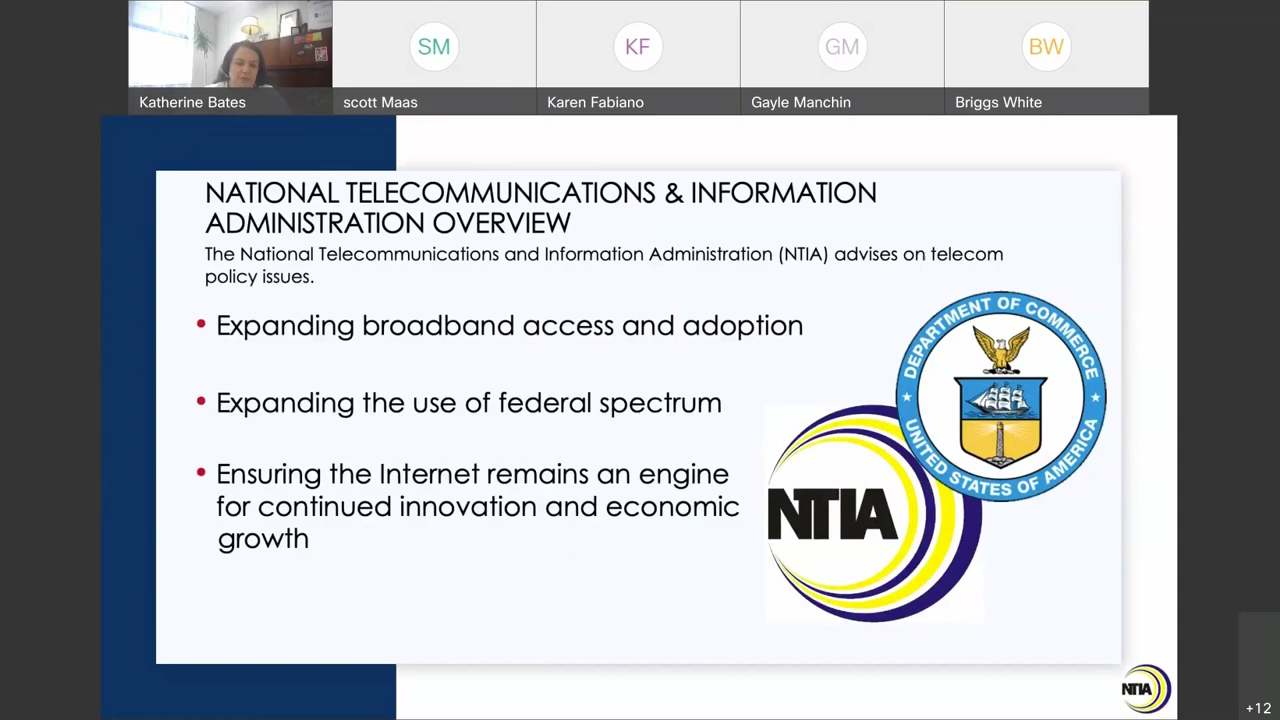 SM
KF
GM
BW
Katherine Bates
scott Maas
Karen Fabiano
Gayle Manchin
Briggs White
NATIONAL TELECOMMUNICATIONS & INFORMATION
ADMINISTRATION OVERVIEW
The National Telecommunications and Information Administration (NTIA) advises on telecom
policy issues.
• Expanding broadband access and adoption
• Expanding the use of federal spectrum
• Ensuring the Internet remains an engine
for continued innovation and economic
growth
DEPARTMENT OF COMMERCE
UNITED STATES OF AMERICA
NTIA
NTIA
+12